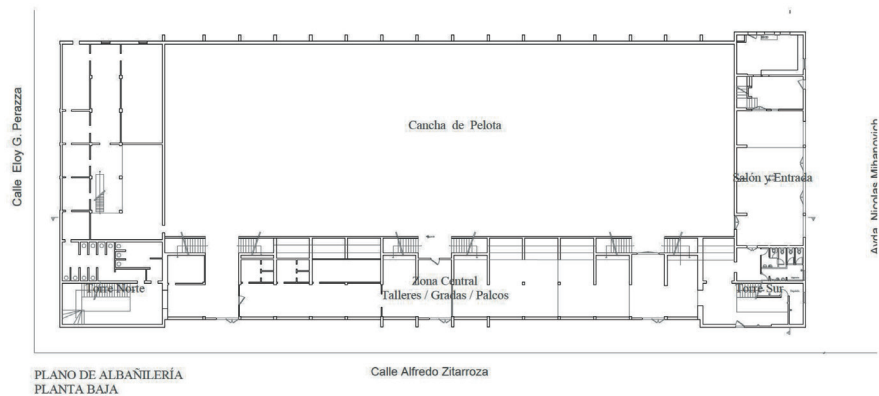 Calle Eloy G. Perazza
Cancha de Pelota
Salón y Entrada
Avda. Nicolas Mihanovich
Zona Central
Talleres / Gradas / Palcos
Torre Norte
Torre Sur
Calle Alfredo Zitarroza
PLANO DE ALBAÑILERÍA
PLANTA BAJA